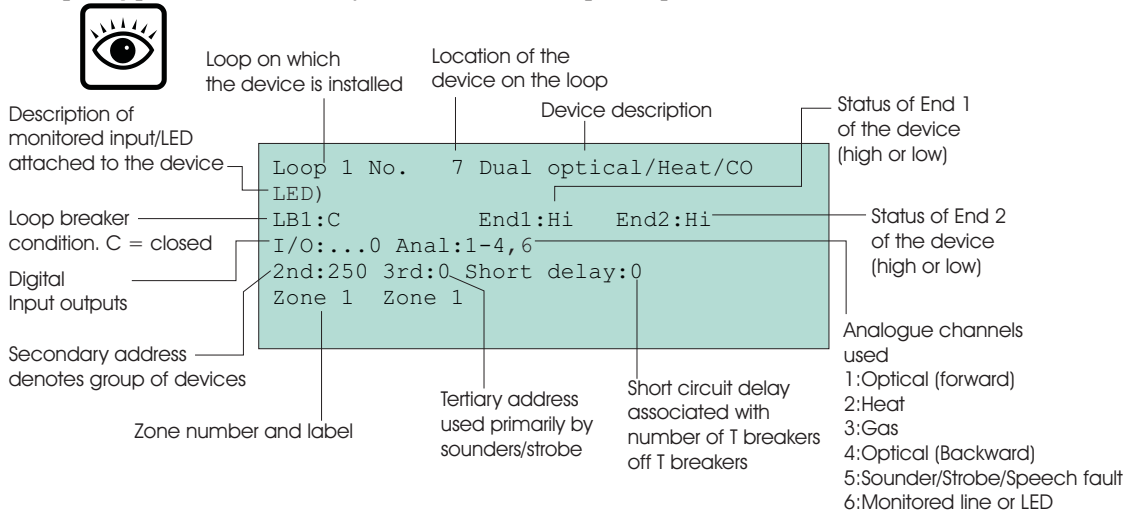 Loop on which
the device is installed
Location of the
device on the loop
Device description
Status of End 1
of the device
(high or low)
Description of
monitored input/LED
attached to the device
Loop 1 No. 7 Dual optical/Heat/CO
LED)
LB1:C End1:Hi End2:Hi
I/O:...0 Anal:1-4,6
2nd:250 3rd:0 Short delay:0
Zone 1 Zone 1
Loop breaker
condition. C = closed
Digital
Input outputs
Secondary address
denotes group of devices
Zone number and label
Tertiary address
used primarily by
sounders/strobe
Short circuit delay
associated with
number of T breakers
off T breakers
Status of End 2
of the device
(high or low)
Analogue channels
used
1:Optical (forward)
2:Heat
3:Gas
4:Optical (Backward)
5:Sounder/Strobe/Speech fault
6:Monitored line or LED